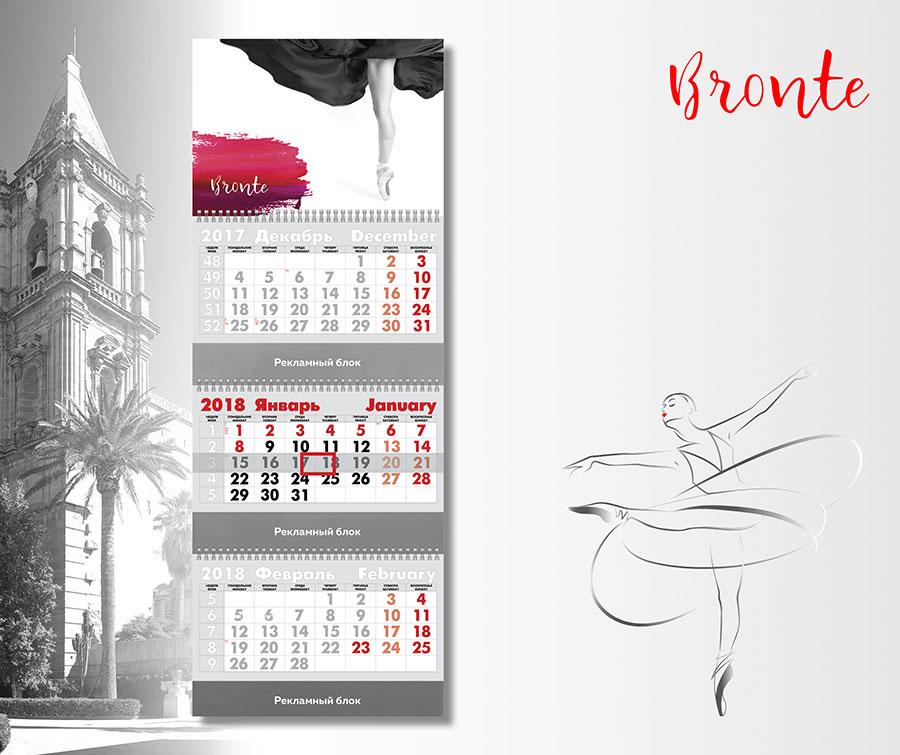 Bronte
Bronte
2017 Декабрь December
НЕДЕЛЯ WEEK ПОНЕДЕЛЬНИК MONDAY ВТОРНИК TUESDAY СРЕДА WEDNESDAY ЧЕТВЕРГ THURSDAY ПЯТНИЦА FRIDAY СУББОТА SATURDAY ВОСКРЕСЕНЬЕ SUNDAY
48 1 2 3
49 4 5 6 7 8 9 10
50 11 12 13 14 15 16 17
51 18 19 20 21 22 23 24
52 25 26 27 28 29 30 31
Рекламный блок
2018 Январь January
НЕДЕЛЯ WEEK ПОНЕДЕЛЬНИК MONDAY ВТОРНИК TUESDAY СРЕДА WEDNESDAY ЧЕТВЕРГ THURSDAY ПЯТНИЦА FRIDAY СУББОТА SATURDAY ВОСКРЕСЕНЬЕ SUNDAY
1 1 2 3 4 5 6 7
2 8 9 10 11 12 13 14
3 15 16 17 18 19 20 21
4 22 23 24 25 26 27 28
5 29 30 31
Рекламный блок
2018 Февраль February
НЕДЕЛЯ WEEK ПОНЕДЕЛЬНИК MONDAY ВТОРНИК TUESDAY СРЕДА WEDNESDAY ЧЕТВЕРГ THURSDAY ПЯТНИЦА FRIDAY СУББОТА SATURDAY ВОСКРЕСЕНЬЕ SUNDAY
5 1 2 3 4
6 5 6 7 8 9 10 11
7 12 13 14 15 16 17 18
8 19 20 21 22 23 24 25
9 26 27 28
Рекламный блок